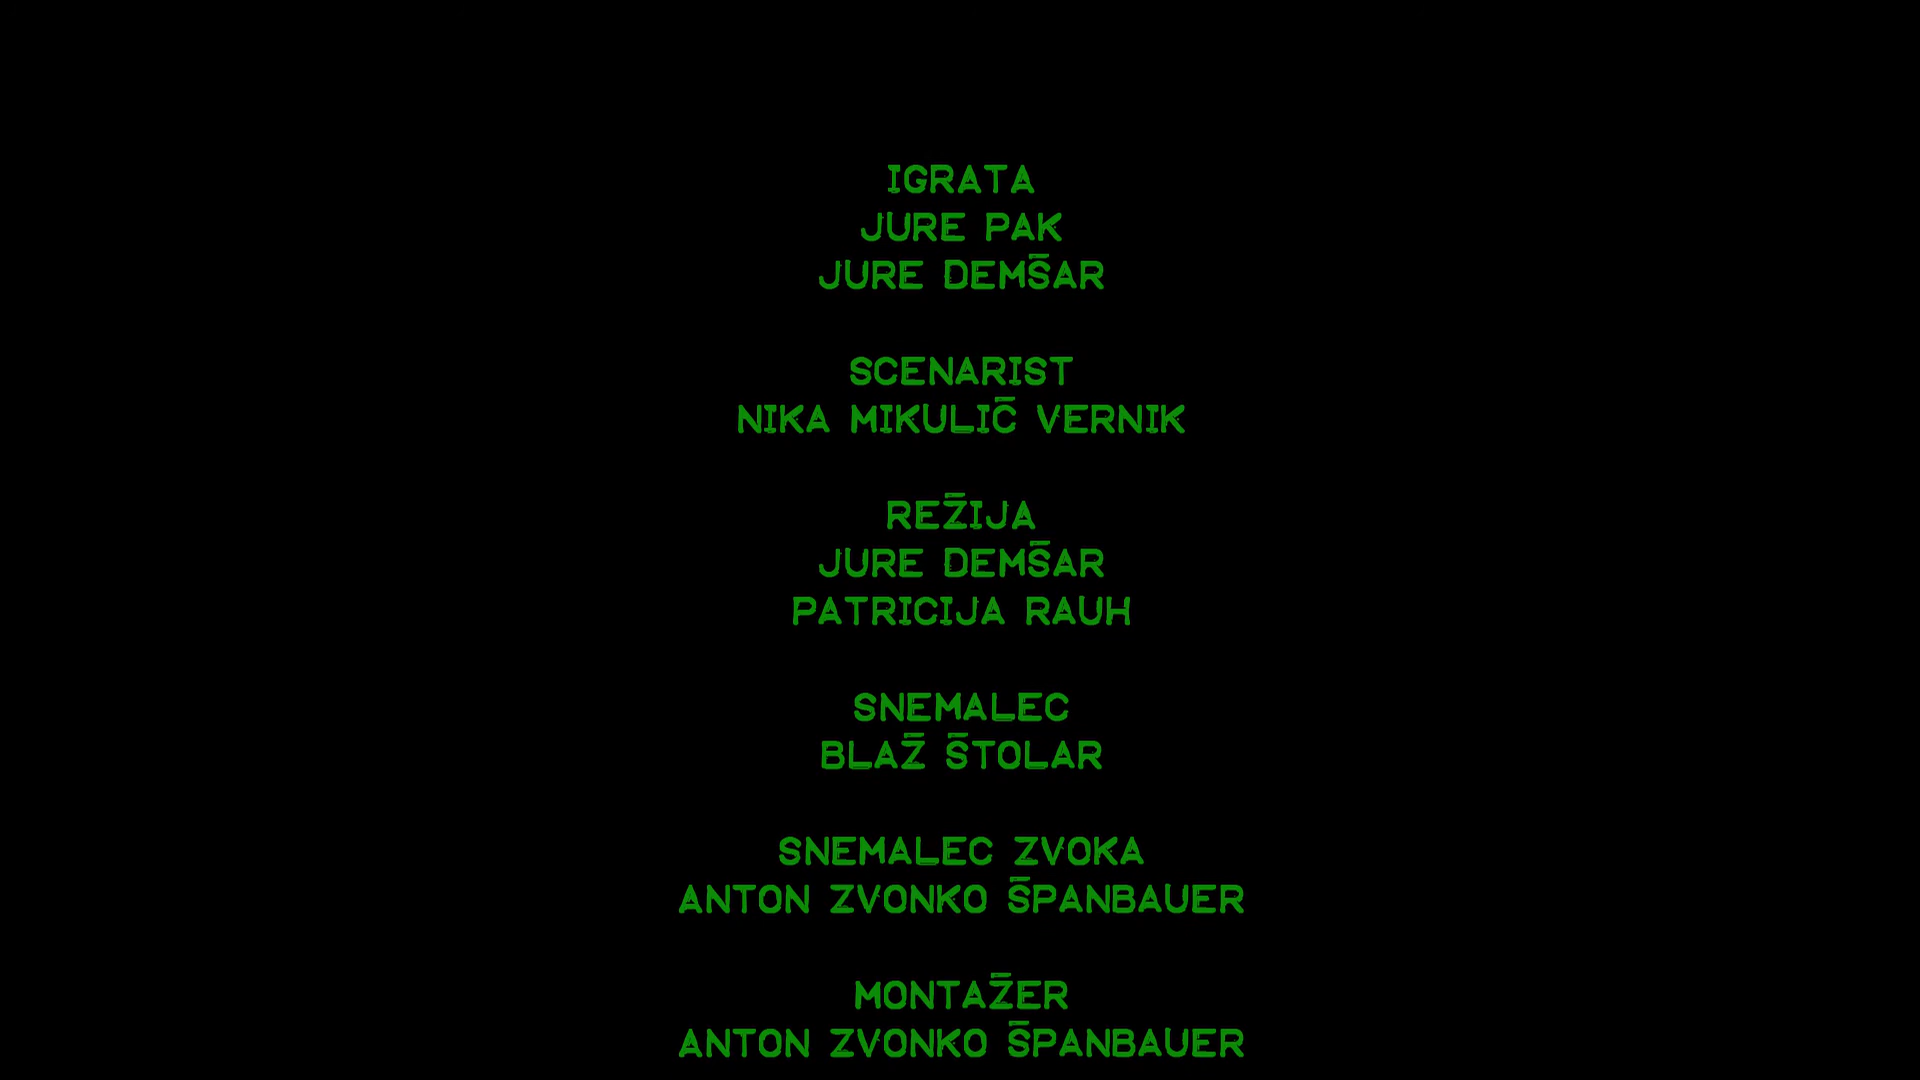 IGRATA
JURE PAK
JURE DEMŠAR
SCENARIST
NIKA MIKULIČ VERNIK
REŽIJA
JURE DEMŠAR
PATRICIJA RAUH
SNEMALEC
BLAŽ ŠTOLAR
SNEMALEC ZVOKA
ANTON ZVONKO ŠPANBAUER
MONTAŽER
ANTON ZVONKO ŠPANBAUER